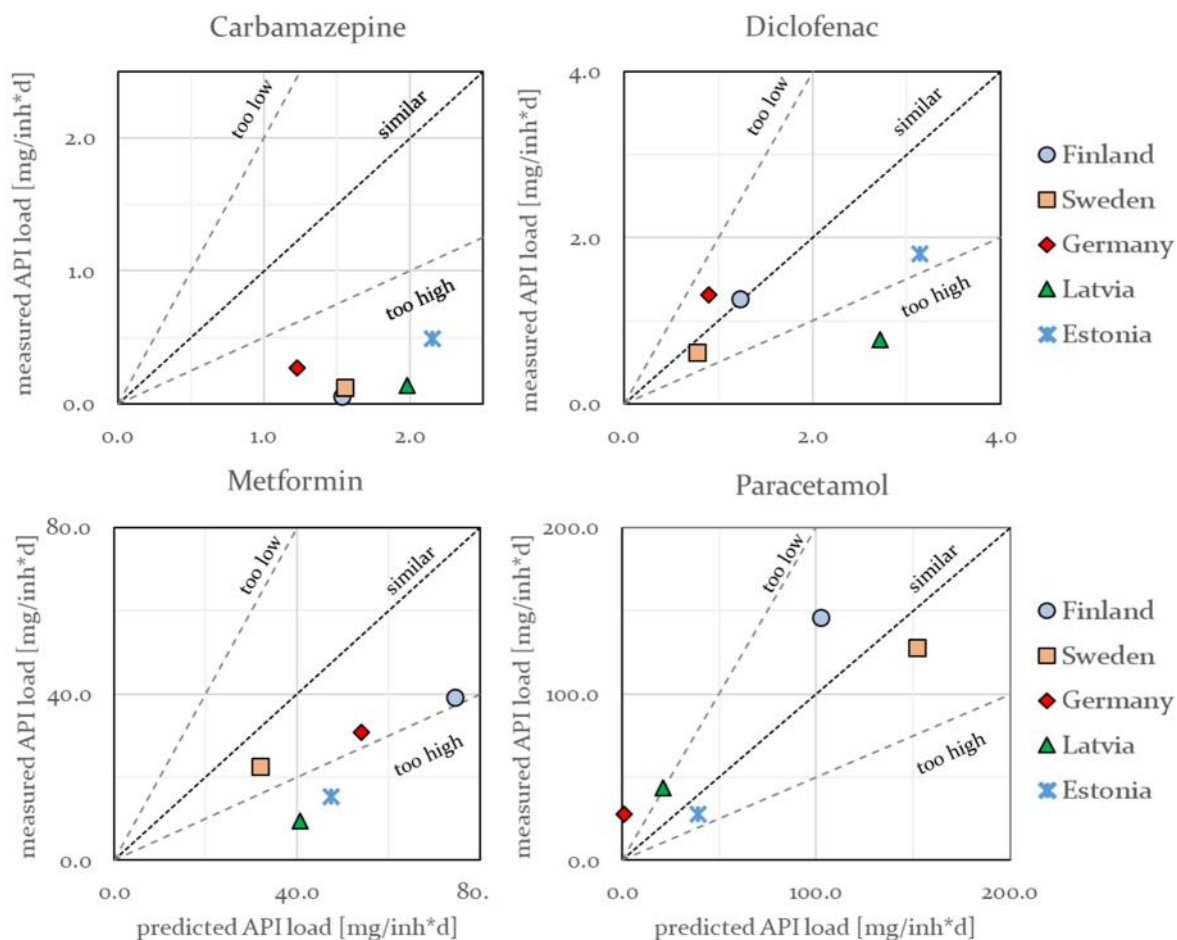 Carbamazepine
Diclofenac
measured API load [mg/inh*d]
2.0
1.0
0.0
too low
similar
too high
0.0
1.0
2.0
measured API load [mg/inh*d]
4.0
2.0
0.0
too low
similar
too high
0.0
2.0
4.0
Finland
Sweden
Germany
Latvia
Estonia
Metformin
Paracetamol
measured API load [mg/inh*d]
80.0
40.0
0.0
too low
similar
too high
0.0
40.0
80.
predicted API load [mg/inh*d]
measured API load [mg/inh*d]
200.0
100.0
0.0
too low
similar
too high
0.0
100.0
200.0
predicted API load [mg/inh*d]
Finland
Sweden
Germany
Latvia
Estonia